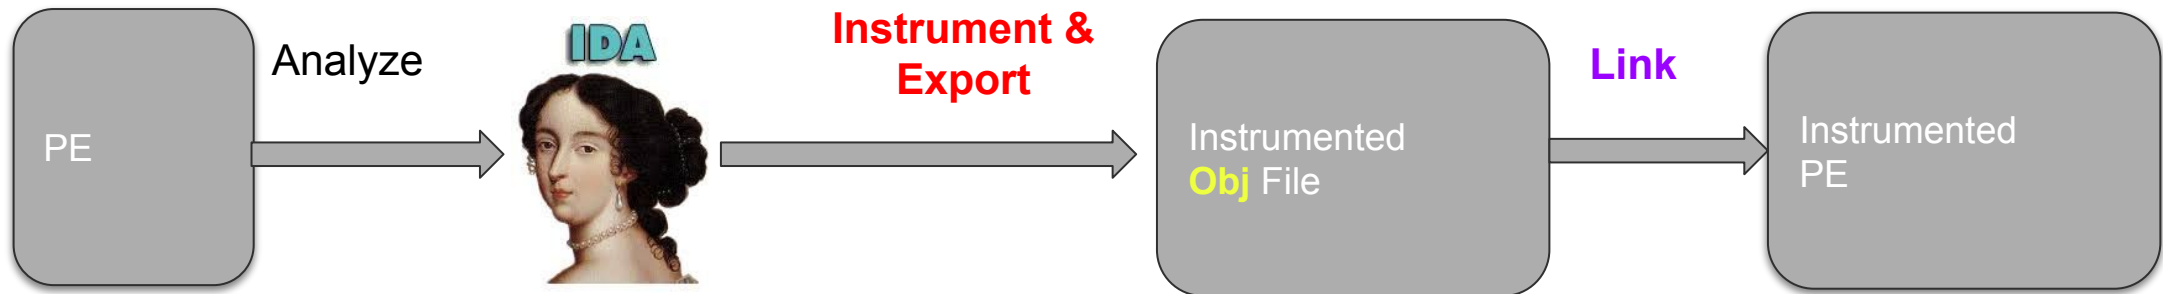 PE
Analyze
IDA
Instrument &
Export
Instrumented
Obj File
Link
Instrumented
PE